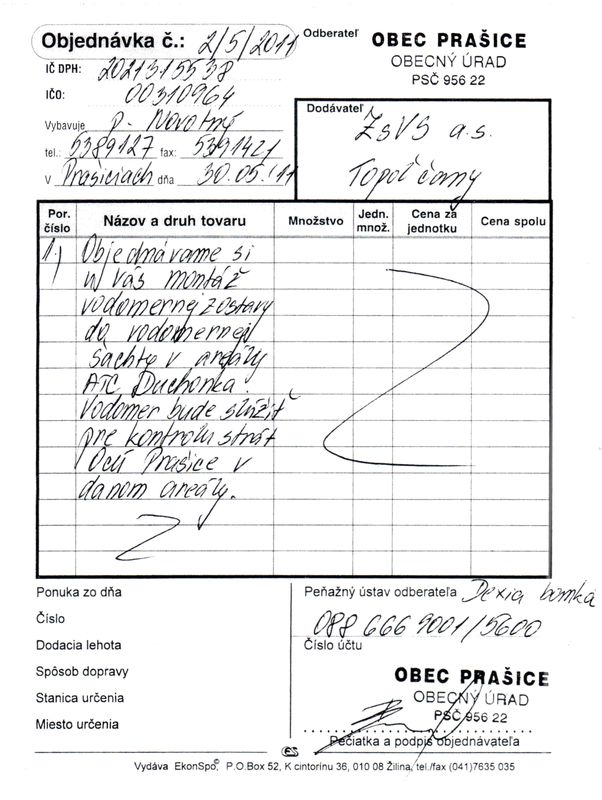 Objednávka č.: 2/5/2011
Odberateľ OBEC PRAŠICE
OBECNÝ ÚRAD
PSČ 956 22
IČ DPH: 2021315538
IČO: 00310964
Vybavuje p. Novotný
tel.: 5389127 fax: 5391421
V Prašiciach dňa 30.05.'11
Dodávateľ ZsVS a.s.
Topoľčany
Por. číslo Názov a druh tovaru Množstvo Jedn. množ. Cena za jednotku Cena spolu
1.) Objednávame si
u vás montáž
vodomernej zostavy
do vodomernej
šachty v areály
ATC Duchonka.
Vodomer bude slúžiť
pre kontrolu strát
OcÚ Prašice v
danom areály.
Ponuka zo dňa
Číslo
Dodacia lehota
Spôsob dopravy
Stanica určenia
Miesto určenia
Peňažný ústav odberateľa Dexia banka
088 666 9001/5600
Číslo účtu
OBEC PRAŠICE
OBECNÝ ÚRAD
PSČ 956 22
Pečiatka a podpis objednávateľa
ES
Vydáva EkonSpo, P.O.Box 52, K cintorínu 36, 010 08 Žilina, tel./fax (041)7635 035